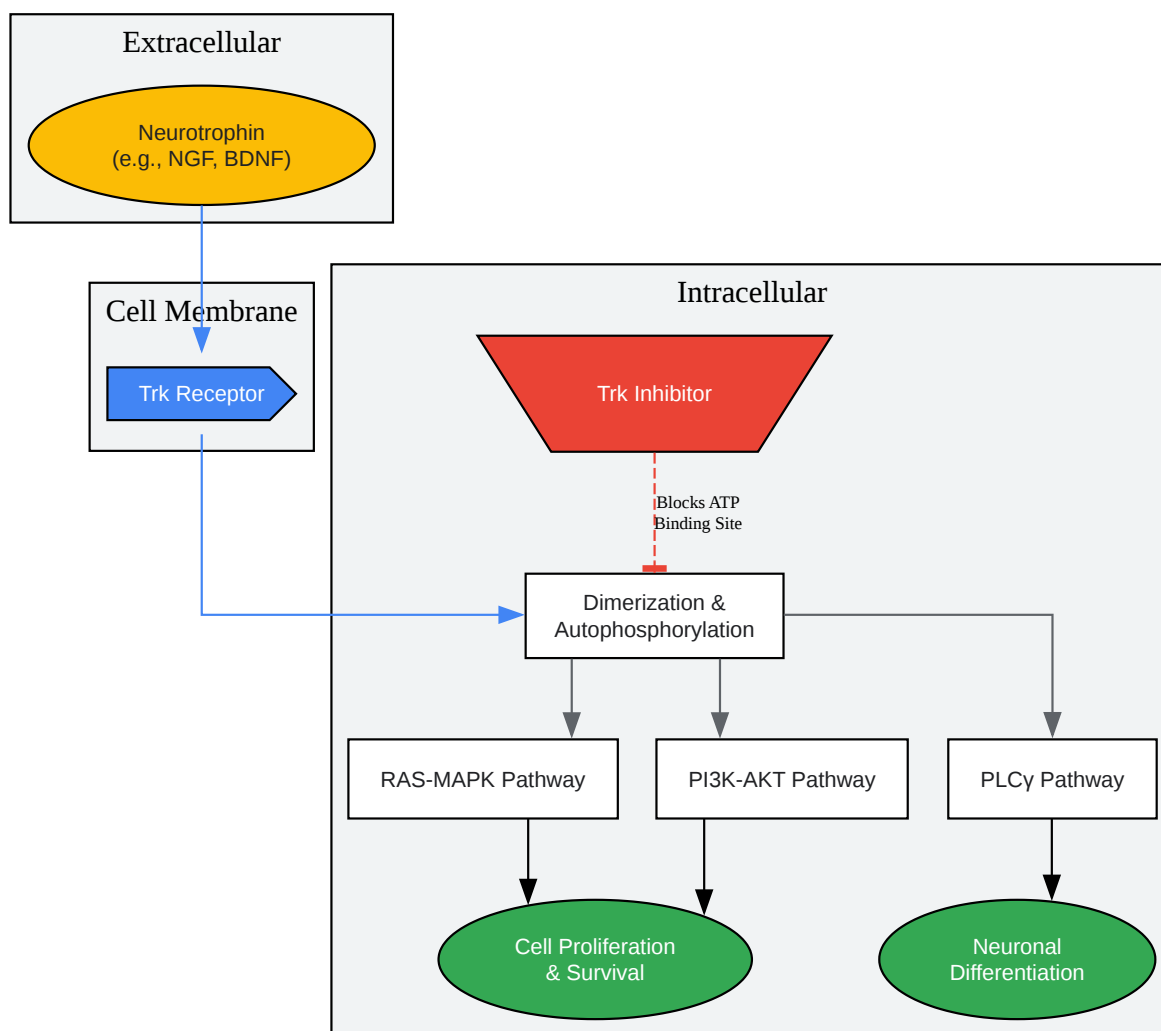 Extracellular
Neurotrophin
(e.g., NGF, BDNF)
Cell Membrane
Trk Receptor
Intracellular
Trk Inhibitor
Blocks ATP
Binding Site
Dimerization &
Autophosphorylation
RAS-MAPK Pathway
PI3K-AKT Pathway
PLCγ Pathway
Cell Proliferation
& Survival
Neuronal
Differentiation